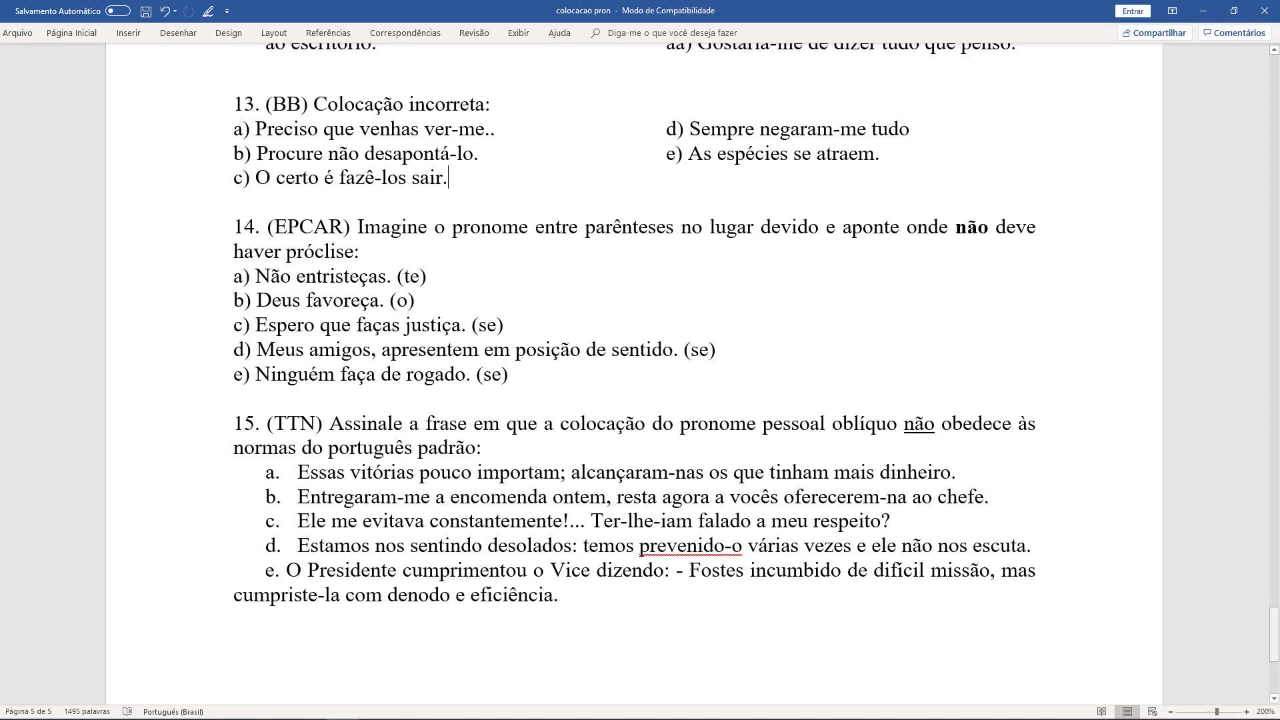 Salvamento Automático
colocacao pron - Modo de Compatibilidade
Entrar
Arquivo Página Inicial Inserir Desenhar Design Layout Referências Correspondências Revisão Exibir Ajuda Diga-me o que você deseja fazer
Compartilhar Comentários
ao escritório.
aa) Gostaria-me de dizer tudo que penso.
13. (BB) Colocação incorreta:
a) Preciso que venhas ver-me..
b) Procure não desapontá-lo.
c) O certo é fazê-los sair.
d) Sempre negaram-me tudo
e) As espécies se atraem.
14. (EPCAR) Imagine o pronome entre parênteses no lugar devido e aponte onde não deve
haver próclise:
a) Não entristeças. (te)
b) Deus favoreça. (o)
c) Espero que faças justiça. (se)
d) Meus amigos, apresentem em posição de sentido. (se)
e) Ninguém faça de rogado. (se)
15. (TTN) Assinale a frase em que a colocação do pronome pessoal oblíquo não obedece às
normas do português padrão:
a. Essas vitórias pouco importam; alcançaram-nas os que tinham mais dinheiro.
b. Entregaram-me a encomenda ontem, resta agora a vocês oferecerem-na ao chefe.
c. Ele me evitava constantemente!... Ter-lhe-iam falado a meu respeito?
d. Estamos nos sentindo desolados: temos prevenido-o várias vezes e ele não nos escuta.
e. O Presidente cumprimentou o Vice dizendo: - Fostes incumbido de difícil missão, mas
cumpriste-la com denodo e eficiência.
Página 5 de 5 1495 palavras Português (Brasil)
200%